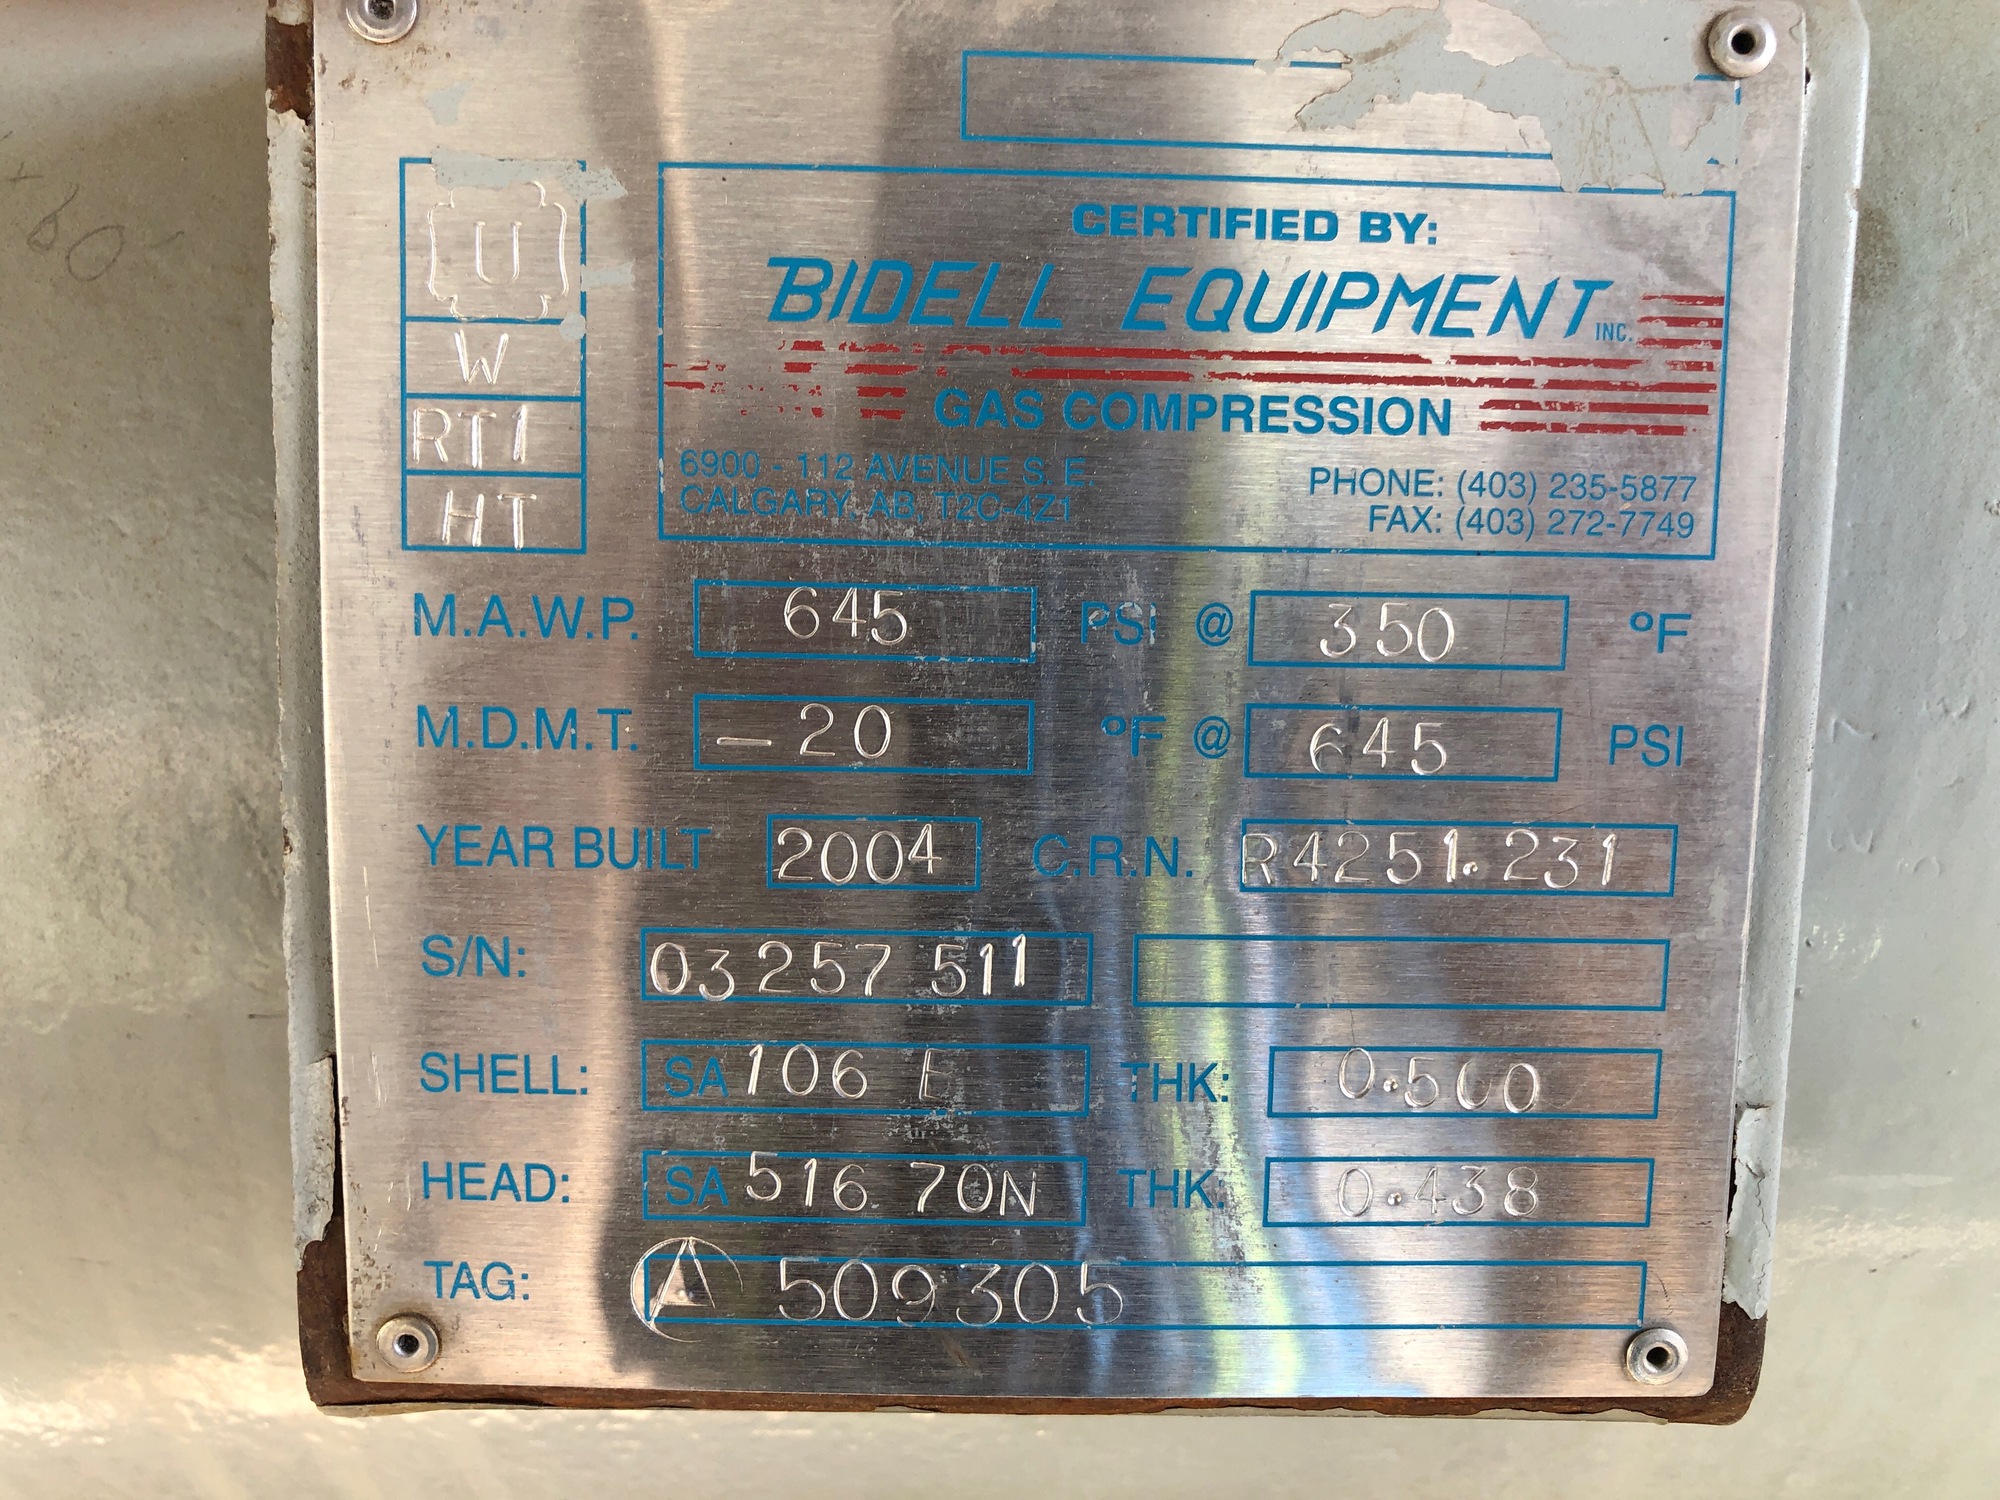 CERTIFIED BY:
BIDELL EQUIPMENT INC.
GAS COMPRESSION
6900 - 112 AVENUE S. E.
CALGARY, AB, T2C-4Z1
PHONE: (403) 235-5877
FAX: (403) 272-7749
U
W
RT1
HT
M.A.W.P. 645 PSI @ 350 °F
M.D.M.T. -20 °F @ 645 PSI
YEAR BUILT 2004 C.R.N. R4251.231
S/N: 03257 511
SHELL: SA 106 THK: 0.500
HEAD: SA 516 70N THK: 0.438
TAG: A 509305